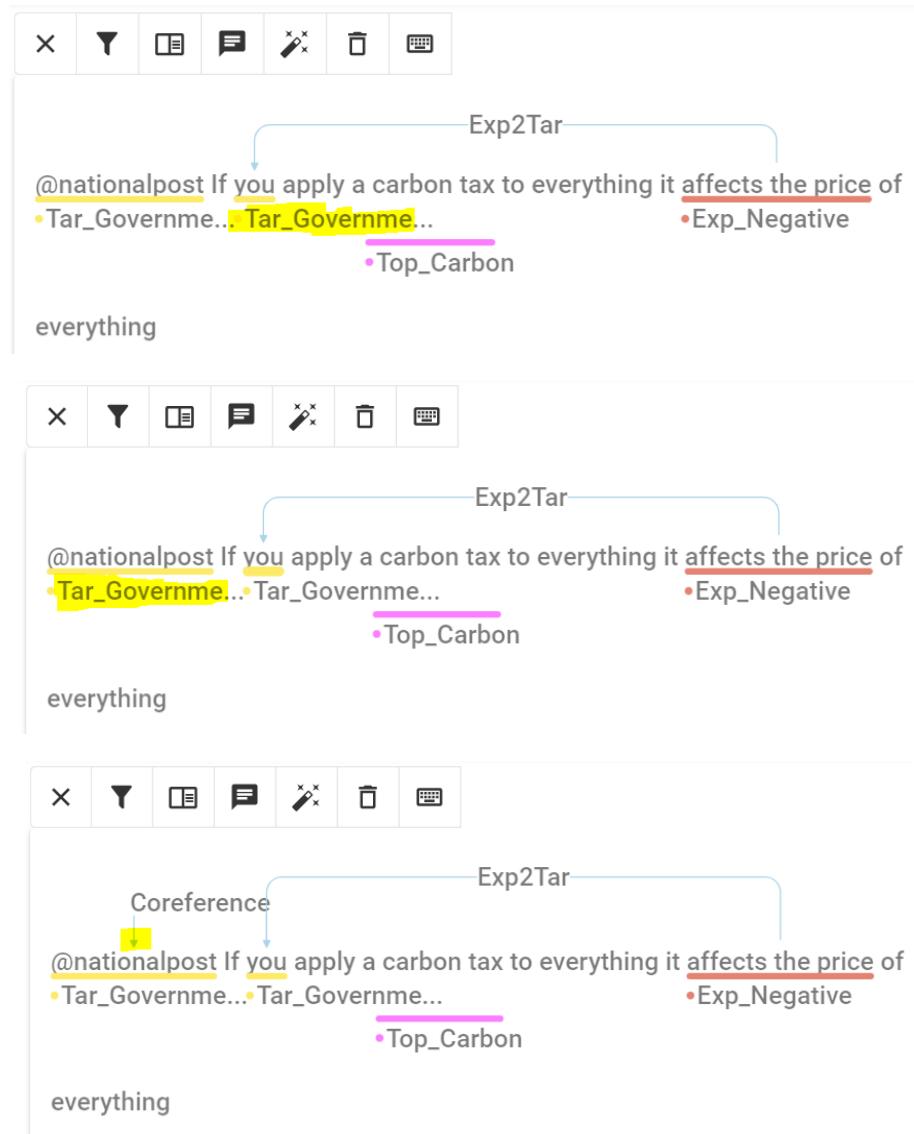 Exp2Tar
@nationalpost If you apply a carbon tax to everything it affects the price of
Tar_Governme... Tar_Governme... Exp_Negative
Top_Carbon
everything
Exp2Tar
@nationalpost If you apply a carbon tax to everything it affects the price of
Tar_Governme... Tar_Governme... Exp_Negative
Top_Carbon
everything
Exp2Tar
Coreference
@nationalpost If you apply a carbon tax to everything it affects the price of
Tar_Governme... Tar_Governme... Exp_Negative
Top_Carbon
everything